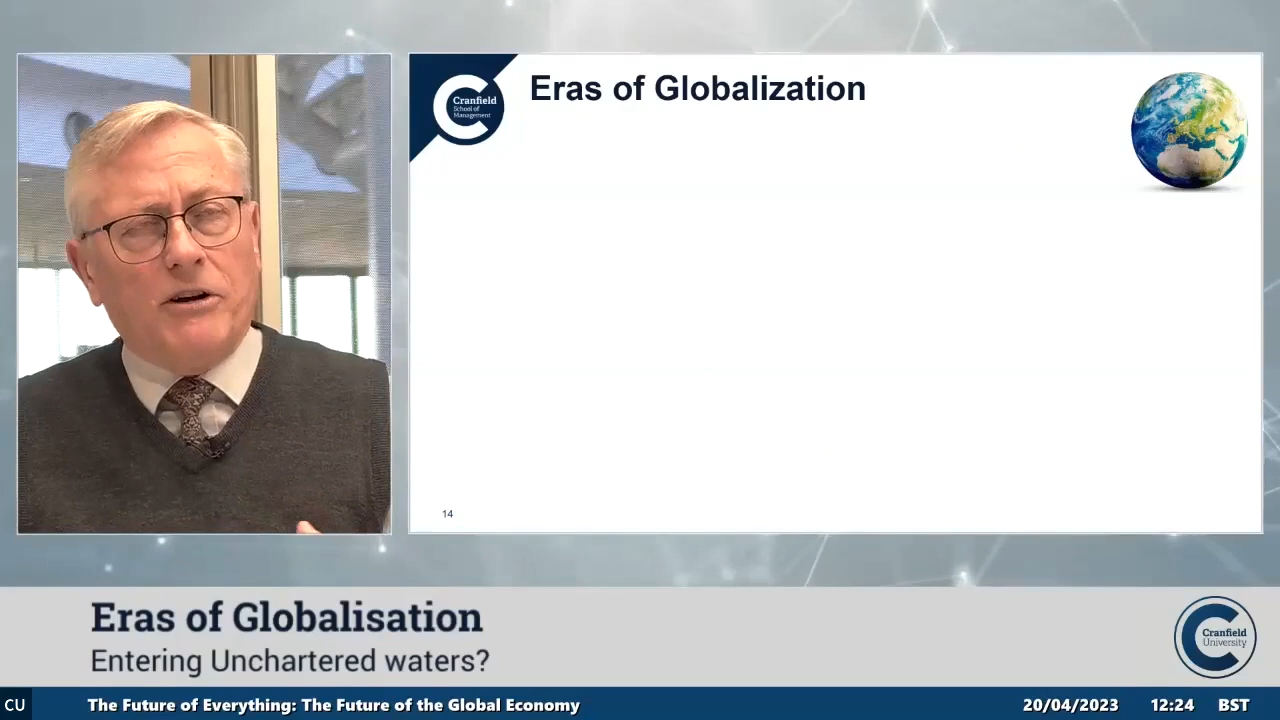 Cranfield
School of
Management
Eras of Globalization
14
Eras of Globalisation
Entering Unchartered waters?
Cranfield
University
CU
The Future of Everything: The Future of the Global Economy
20/04/2023 12:24 BST